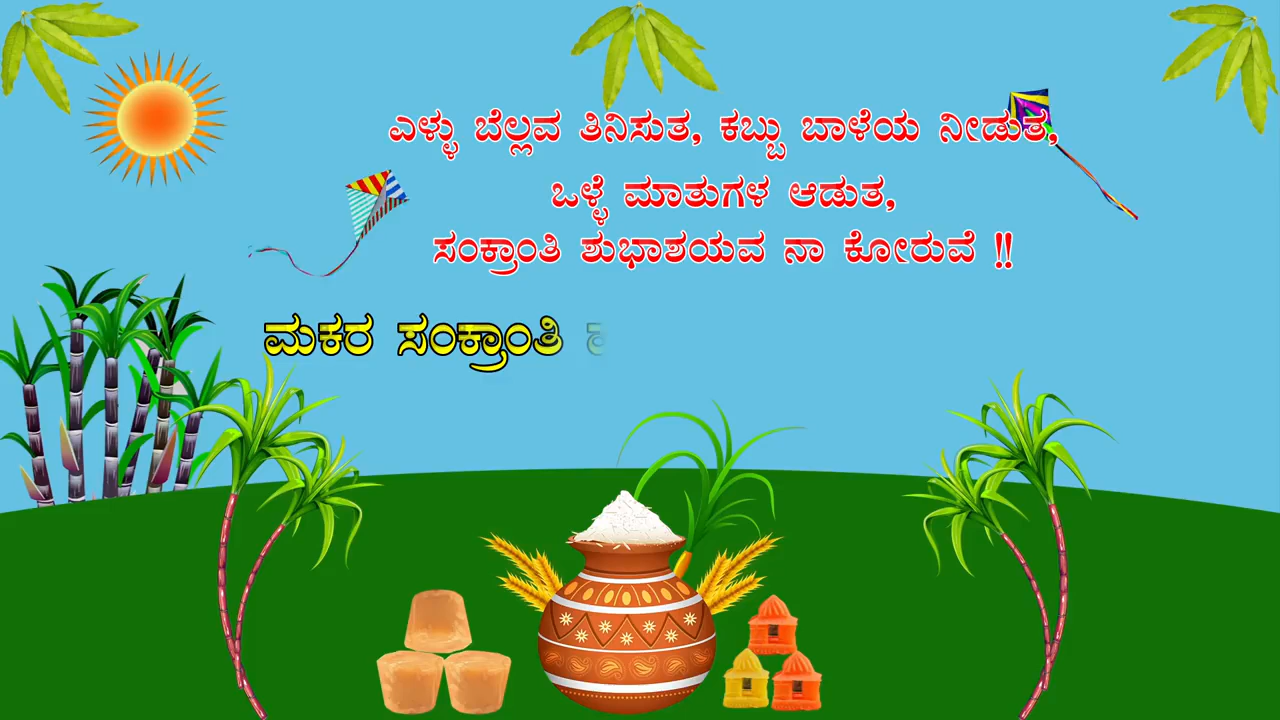 ಎಳ್ಳು ಬೆಲ್ಲವ ತಿನಿಸುತ, ಕಬ್ಬು ಬಾಳೆಯ ನೀಡುತ,
ಒಳ್ಳೆ ಮಾತುಗಳ ಆಡುತ,
ಸಂಕ್ರಾಂತಿ ಶುಭಾಶಯವ ನಾ ಕೋರುವೆ !!
ಮಕರ ಸಂಕ್ರಾಂತಿ